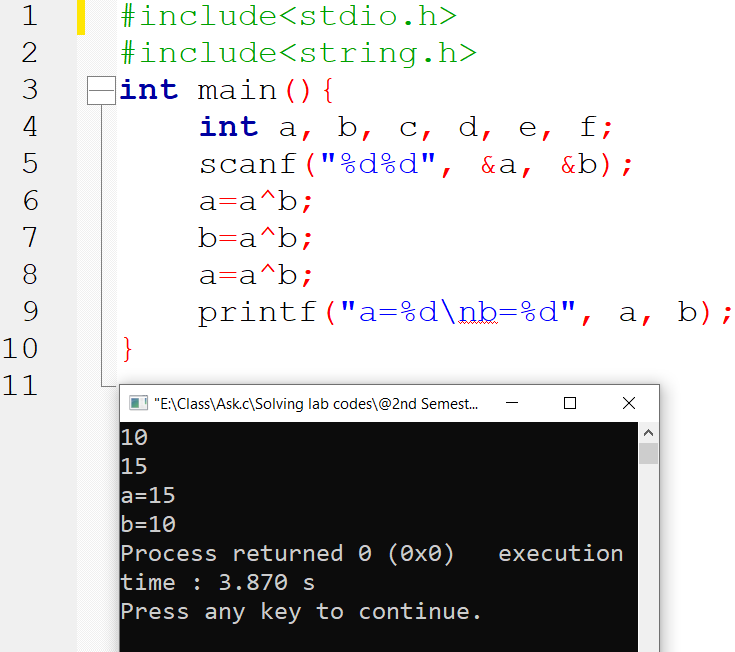 1 #include<stdio.h>
2 #include<string.h>
3 int main(){
4 int a, b, c, d, e, f;
5 scanf("%d%d", &a, &b);
6 a=a^b;
7 b=a^b;
8 a=a^b;
9 printf("a=%d\nb=%d", a, b);
10 }
11
"E:\Class\Ask.c\Solving lab codes\@2nd Semest...
10
15
a=15
b=10
Process returned 0 (0x0)   execution
time : 3.870 s
Press any key to continue.